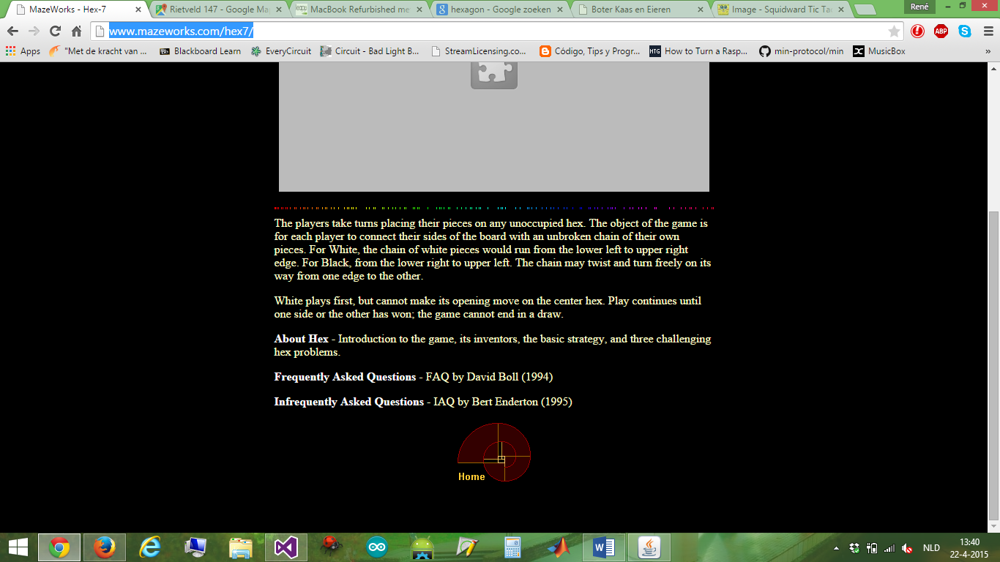 MazeWorks - Hex-7
Rietveld 147 - Google Ma
MacBook Refurbished me
hexagon - Google zoeken
Boter Kaas en Eieren
Image - Squidward Tic Ta
René
www.mazeworks.com/hex7/
ABP
Apps
"Met de kracht van ...
Bb
Blackboard Learn
EveryCircuit
Circuit - Bad Light B...
StreamLicensing.co...
Código, Tips y Progr...
HTG
How to Turn a Rasp...
min-protocol/min
MusicBox
»
The players take turns placing their pieces on any unoccupied hex. The object of the game is
for each player to connect their sides of the board with an unbroken chain of their own
pieces. For White, the chain of white pieces would run from the lower left to upper right
edge. For Black, from the lower right to upper left. The chain may twist and turn freely on its
way from one edge to the other.
White plays first, but cannot make its opening move on the center hex. Play continues until
one side or the other has won; the game cannot end in a draw.
About Hex - Introduction to the game, its inventors, the basic strategy, and three challenging
hex problems.
Frequently Asked Questions - FAQ by David Boll (1994)
Infrequently Asked Questions - IAQ by Bert Enderton (1995)
Home
NLD
13:40
22-4-2015